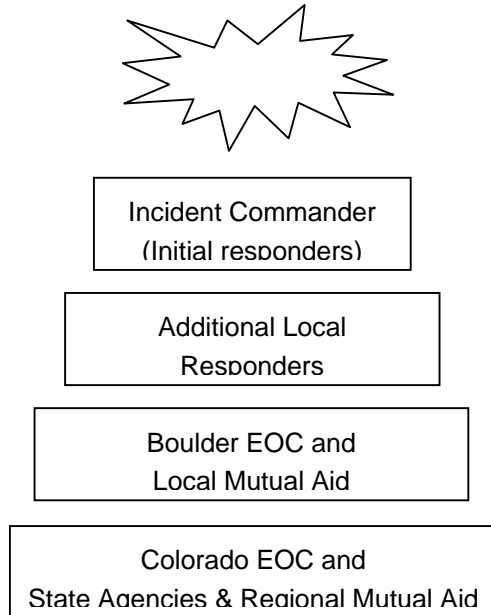 Incident Commander
(Initial responders)
Additional Local
Responders
Boulder EOC and
Local Mutual Aid
Colorado EOC and
State Agencies & Regional Mutual Aid